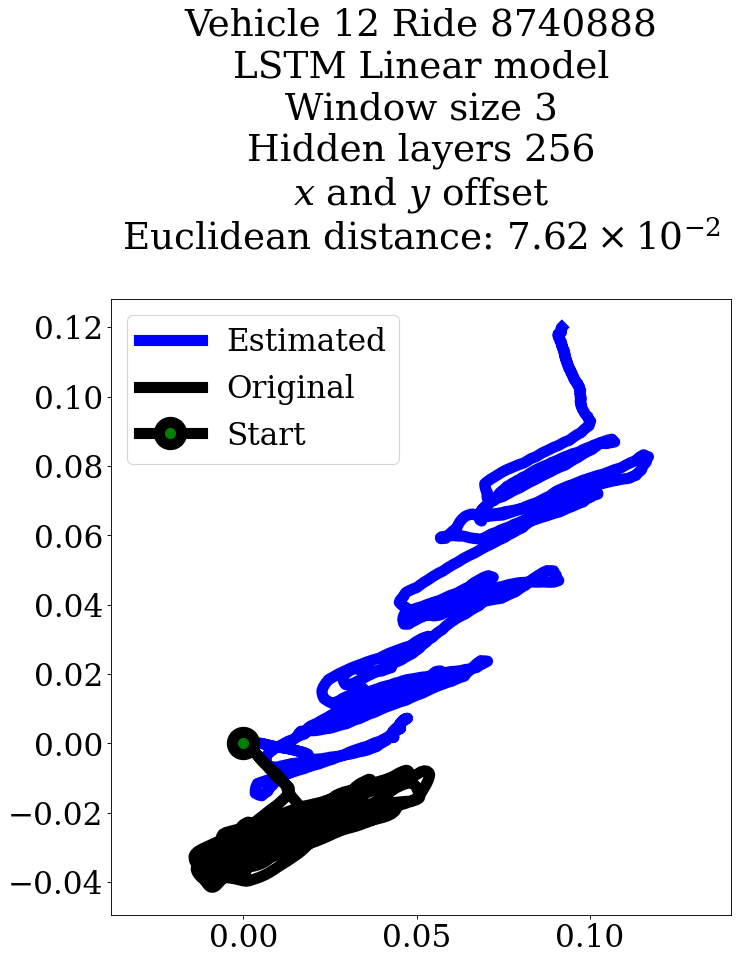 Vehicle 12 Ride 8740888
LSTM Linear model
Window size 3
Hidden layers 256
x and y offset
Euclidean distance: 7.62 × 10⁻²
Estimated
Original
Start
0.12
0.10
0.08
0.06
0.04
0.02
0.00
−0.02
−0.04
0.00 0.05 0.10